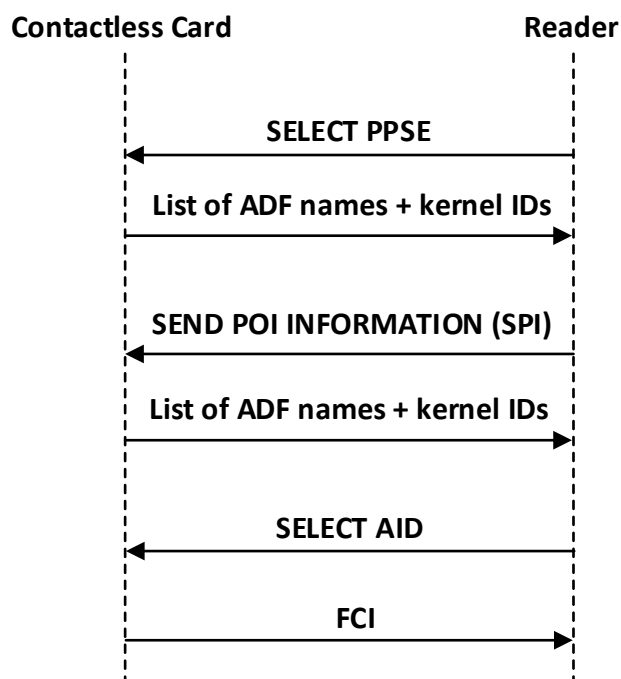 Contactless Card
Reader
SELECT PPSE
List of ADF names + kernel IDs
SEND POI INFORMATION (SPI)
List of ADF names + kernel IDs
SELECT AID
FCI